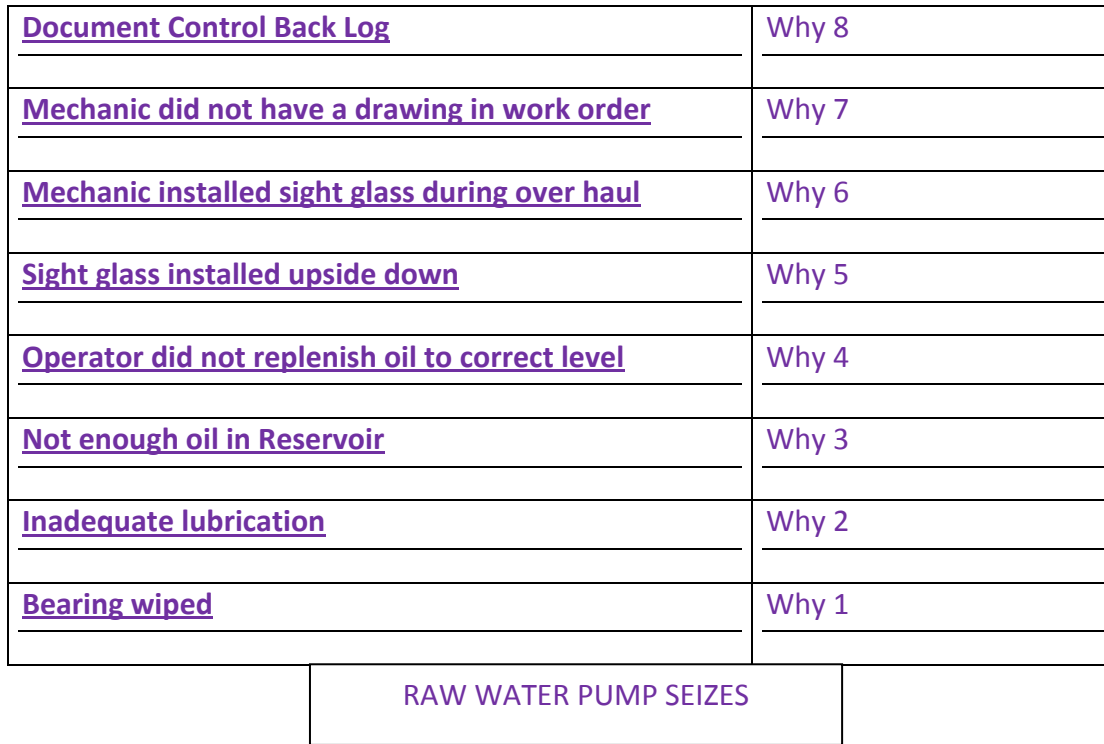 Document Control Back Log Why 8
Mechanic did not have a drawing in work order Why 7
Mechanic installed sight glass during over haul Why 6
Sight glass installed upside down Why 5
Operator did not replenish oil to correct level Why 4
Not enough oil in Reservoir Why 3
Inadequate lubrication Why 2
Bearing wiped Why 1
RAW WATER PUMP SEIZES